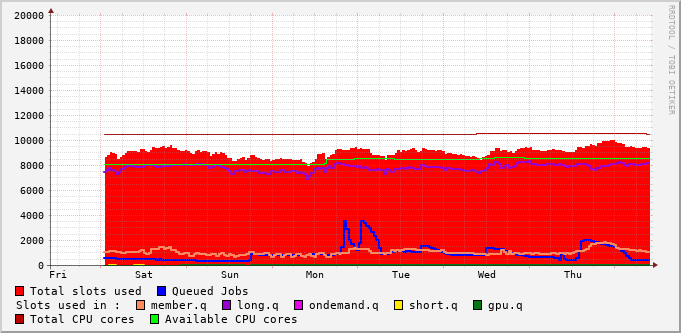 20000
18000
16000
14000
12000
10000
8000
6000
4000
2000
0
Fri Sat Sun Mon Tue Wed Thu
RRDTOOL / TOBI OETIKER
Total slots used Queued Jobs
Slots used in : member.q long.q ondemand.q short.q gpu.q
Total CPU cores Available CPU cores